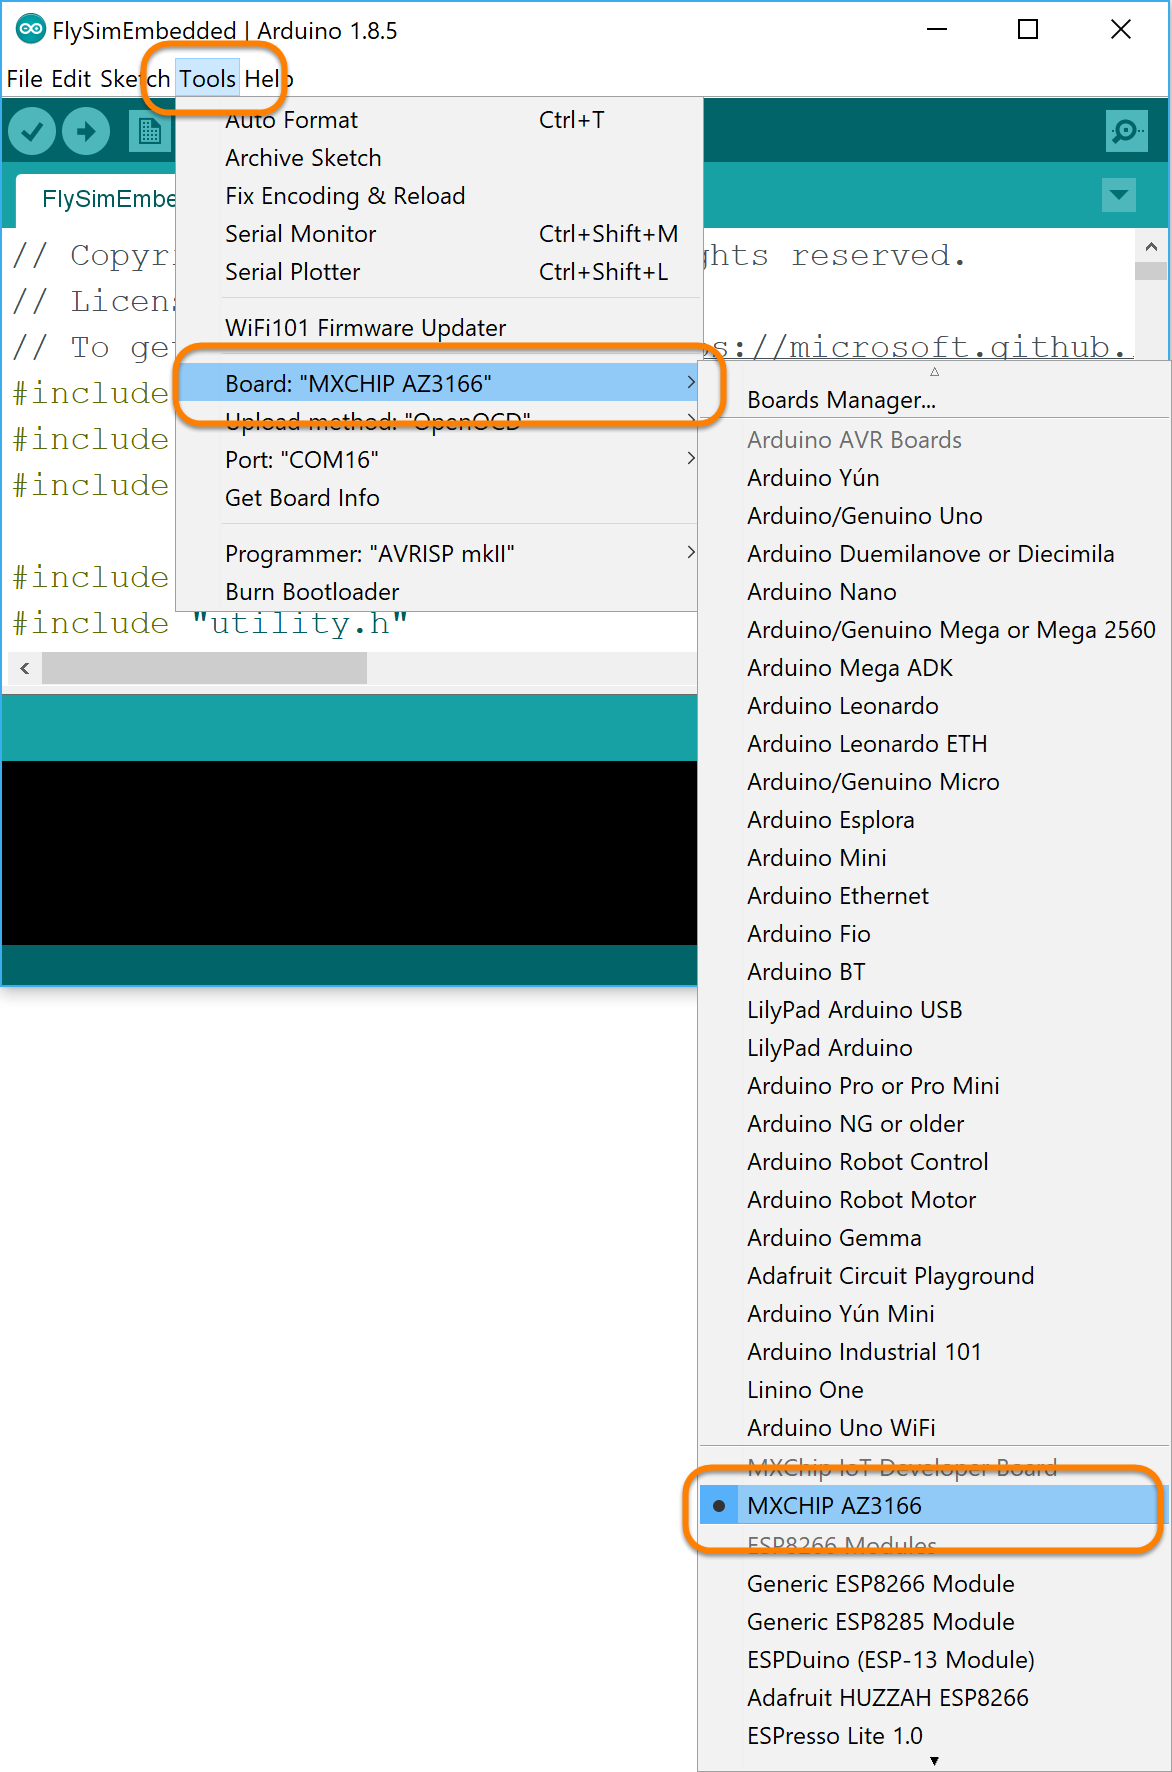 FlySimEmbedded | Arduino 1.8.5
File Edit Sketch Tools Help
Auto Format Ctrl+T
Archive Sketch
Fix Encoding & Reload
Serial Monitor Ctrl+Shift+M
Serial Plotter Ctrl+Shift+L
WiFi101 Firmware Updater
Board: "MXCHIP AZ3166"
Upload method: "OpenOCD"
Port: "COM16"
Get Board Info
Programmer: "AVRISP mkII"
Burn Bootloader
FlySimEmbe
// Copyri ghts reserved.
// Licens
// To ge s://microsoft.github.
#include
#include
#include
#include
#include "utility.h"
Boards Manager...
Arduino AVR Boards
Arduino Yún
Arduino/Genuino Uno
Arduino Duemilanove or Diecimila
Arduino Nano
Arduino/Genuino Mega or Mega 2560
Arduino Mega ADK
Arduino Leonardo
Arduino Leonardo ETH
Arduino/Genuino Micro
Arduino Esplora
Arduino Mini
Arduino Ethernet
Arduino Fio
Arduino BT
LilyPad Arduino USB
LilyPad Arduino
Arduino Pro or Pro Mini
Arduino NG or older
Arduino Robot Control
Arduino Robot Motor
Arduino Gemma
Adafruit Circuit Playground
Arduino Yún Mini
Arduino Industrial 101
Linino One
Arduino Uno WiFi
MXChip IoT Developer Board
MXCHIP AZ3166
ESP8266 Modules
Generic ESP8266 Module
Generic ESP8285 Module
ESPDuino (ESP-13 Module)
Adafruit HUZZAH ESP8266
ESPresso Lite 1.0